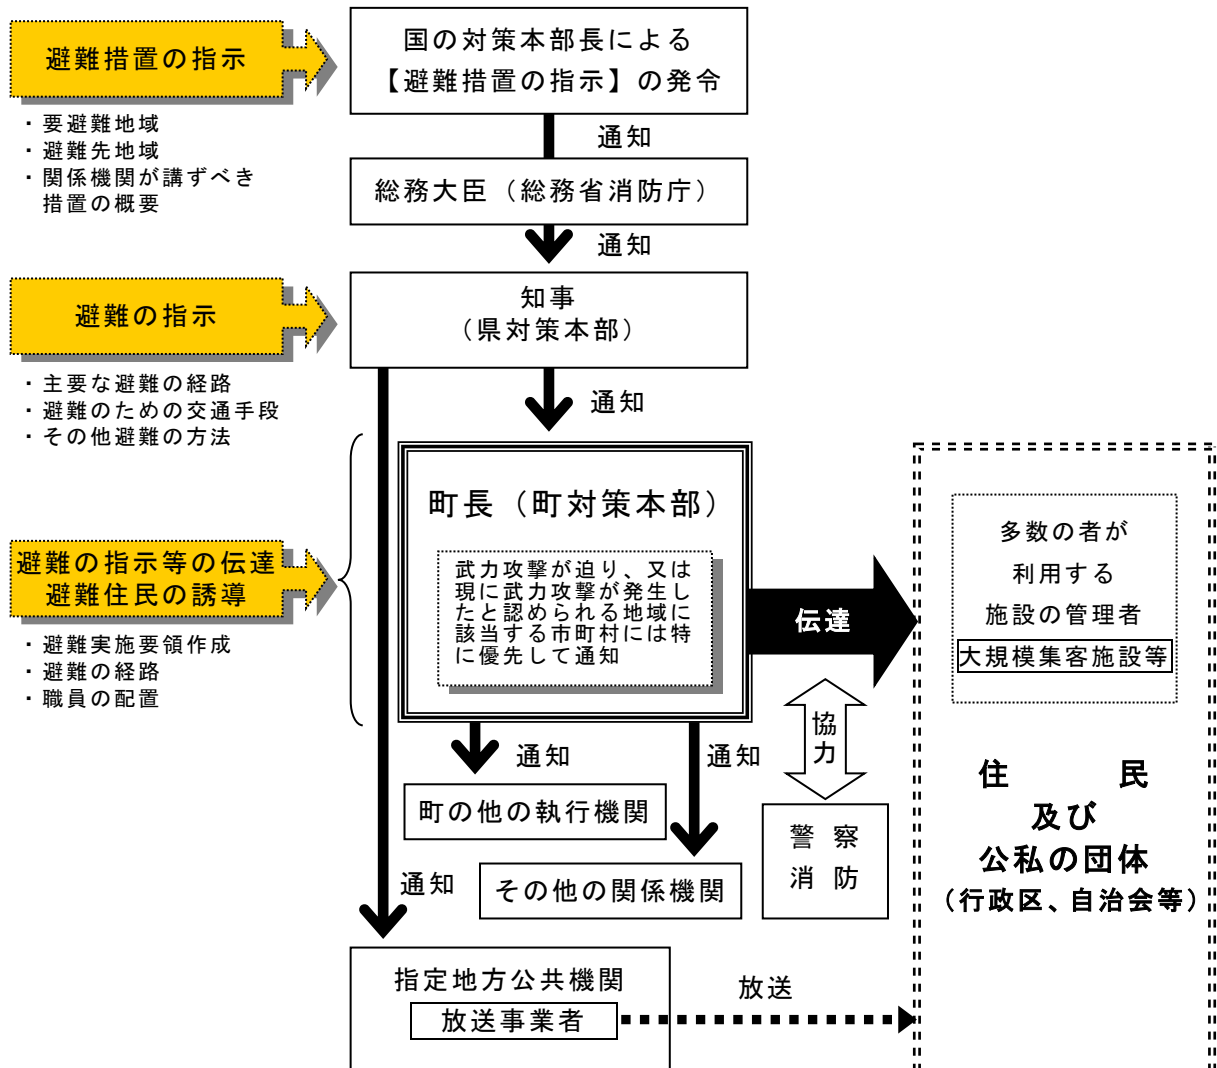 避難措置の指示
・要避難地域
・避難先地域
・関係機関が講ずべき
措置の概要
国の対策本部長による
【避難措置の指示】の発令
通知
総務大臣（総務省消防庁）
通知
避難の指示
・主要な避難の経路
・避難のための交通手段
・その他避難の方法
知事
（県対策本部）
通知
避難の指示等の伝達
避難住民の誘導
・避難実施要領作成
・避難の経路
・職員の配置
町長（町対策本部）
武力攻撃が迫り、又は
現に武力攻撃が発生し
たと認められる地域に
該当する市町村には特
に優先して通知
伝達
協
力
警察
消防
通知
町の他の執行機関
通知
その他の関係機関
通知
指定地方公共機関
放送事業者
放送
多数の者が
利用する
施設の管理者
大規模集客施設等
住　　民
及び
公私の団体
（行政区、自治会等）